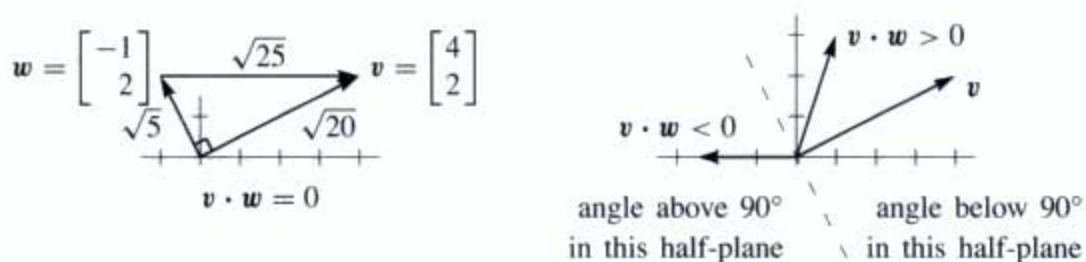 w = [−1 2]
√25
v = [4 2]
√5
√20
v · w = 0
v · w > 0
v
v · w < 0
angle above 90°
in this half-plane
angle below 90°
in this half-plane